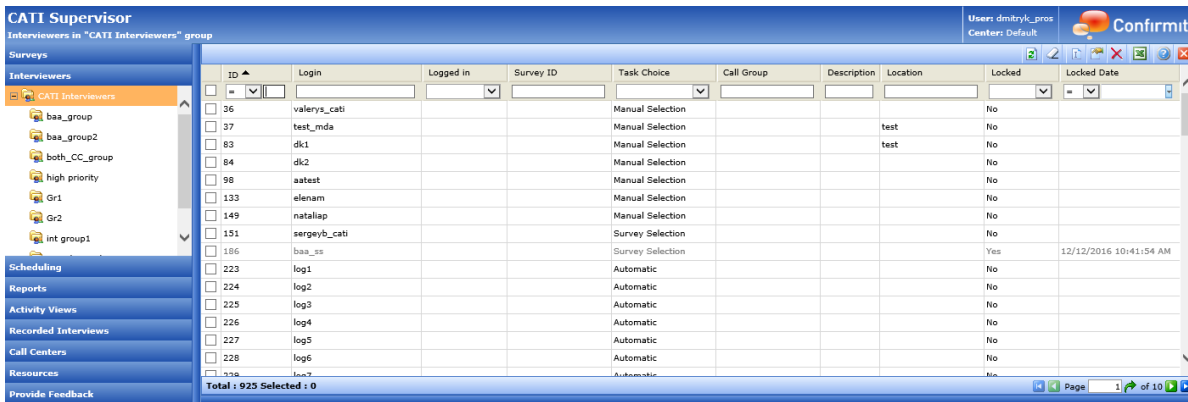 CATI Supervisor
Interviewers in "CATI Interviewers" group
User: dmitryk_pros
Center: Default
Confirmit
Surveys
Interviewers
CATI Interviewers
baa_group
baa_group2
both_CC_group
high priority
Gr1
Gr2
int group1
Scheduling
Reports
Activity Views
Recorded Interviews
Call Centers
Resources
Provide Feedback
ID Login Logged in Survey ID Task Choice Call Group Description Location Locked Locked Date
= =
36 valerys_cati Manual Selection No
37 test_mda Manual Selection test No
83 dk1 Manual Selection test No
84 dk2 Manual Selection No
98 aatest Manual Selection No
133 elenam Manual Selection No
149 nataliap Manual Selection No
151 sergeyb_cati Survey Selection No
186 baa_ss Survey Selection Yes 12/12/2016 10:41:54 AM
223 log1 Automatic No
224 log2 Automatic No
225 log3 Automatic No
226 log4 Automatic No
227 log5 Automatic No
228 log6 Automatic No
229 log7 Automatic No
Total : 925 Selected : 0 Page 1 of 10